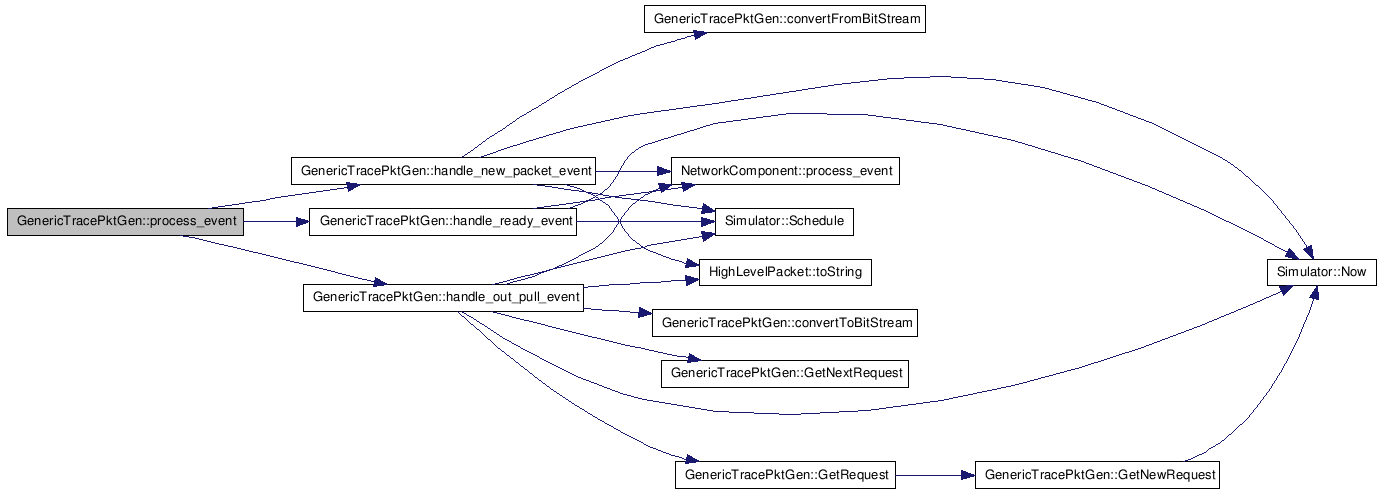 GenericTracePktGen::convertFromBitStream
GenericTracePktGen::handle_new_packet_event
NetworkComponent::process_event
GenericTracePktGen::process_event
GenericTracePktGen::handle_ready_event
Simulator::Schedule
HighLevelPacket::toString
Simulator::Now
GenericTracePktGen::handle_out_pull_event
GenericTracePktGen::convertToBitStream
GenericTracePktGen::GetNextRequest
GenericTracePktGen::GetRequest
GenericTracePktGen::GetNewRequest